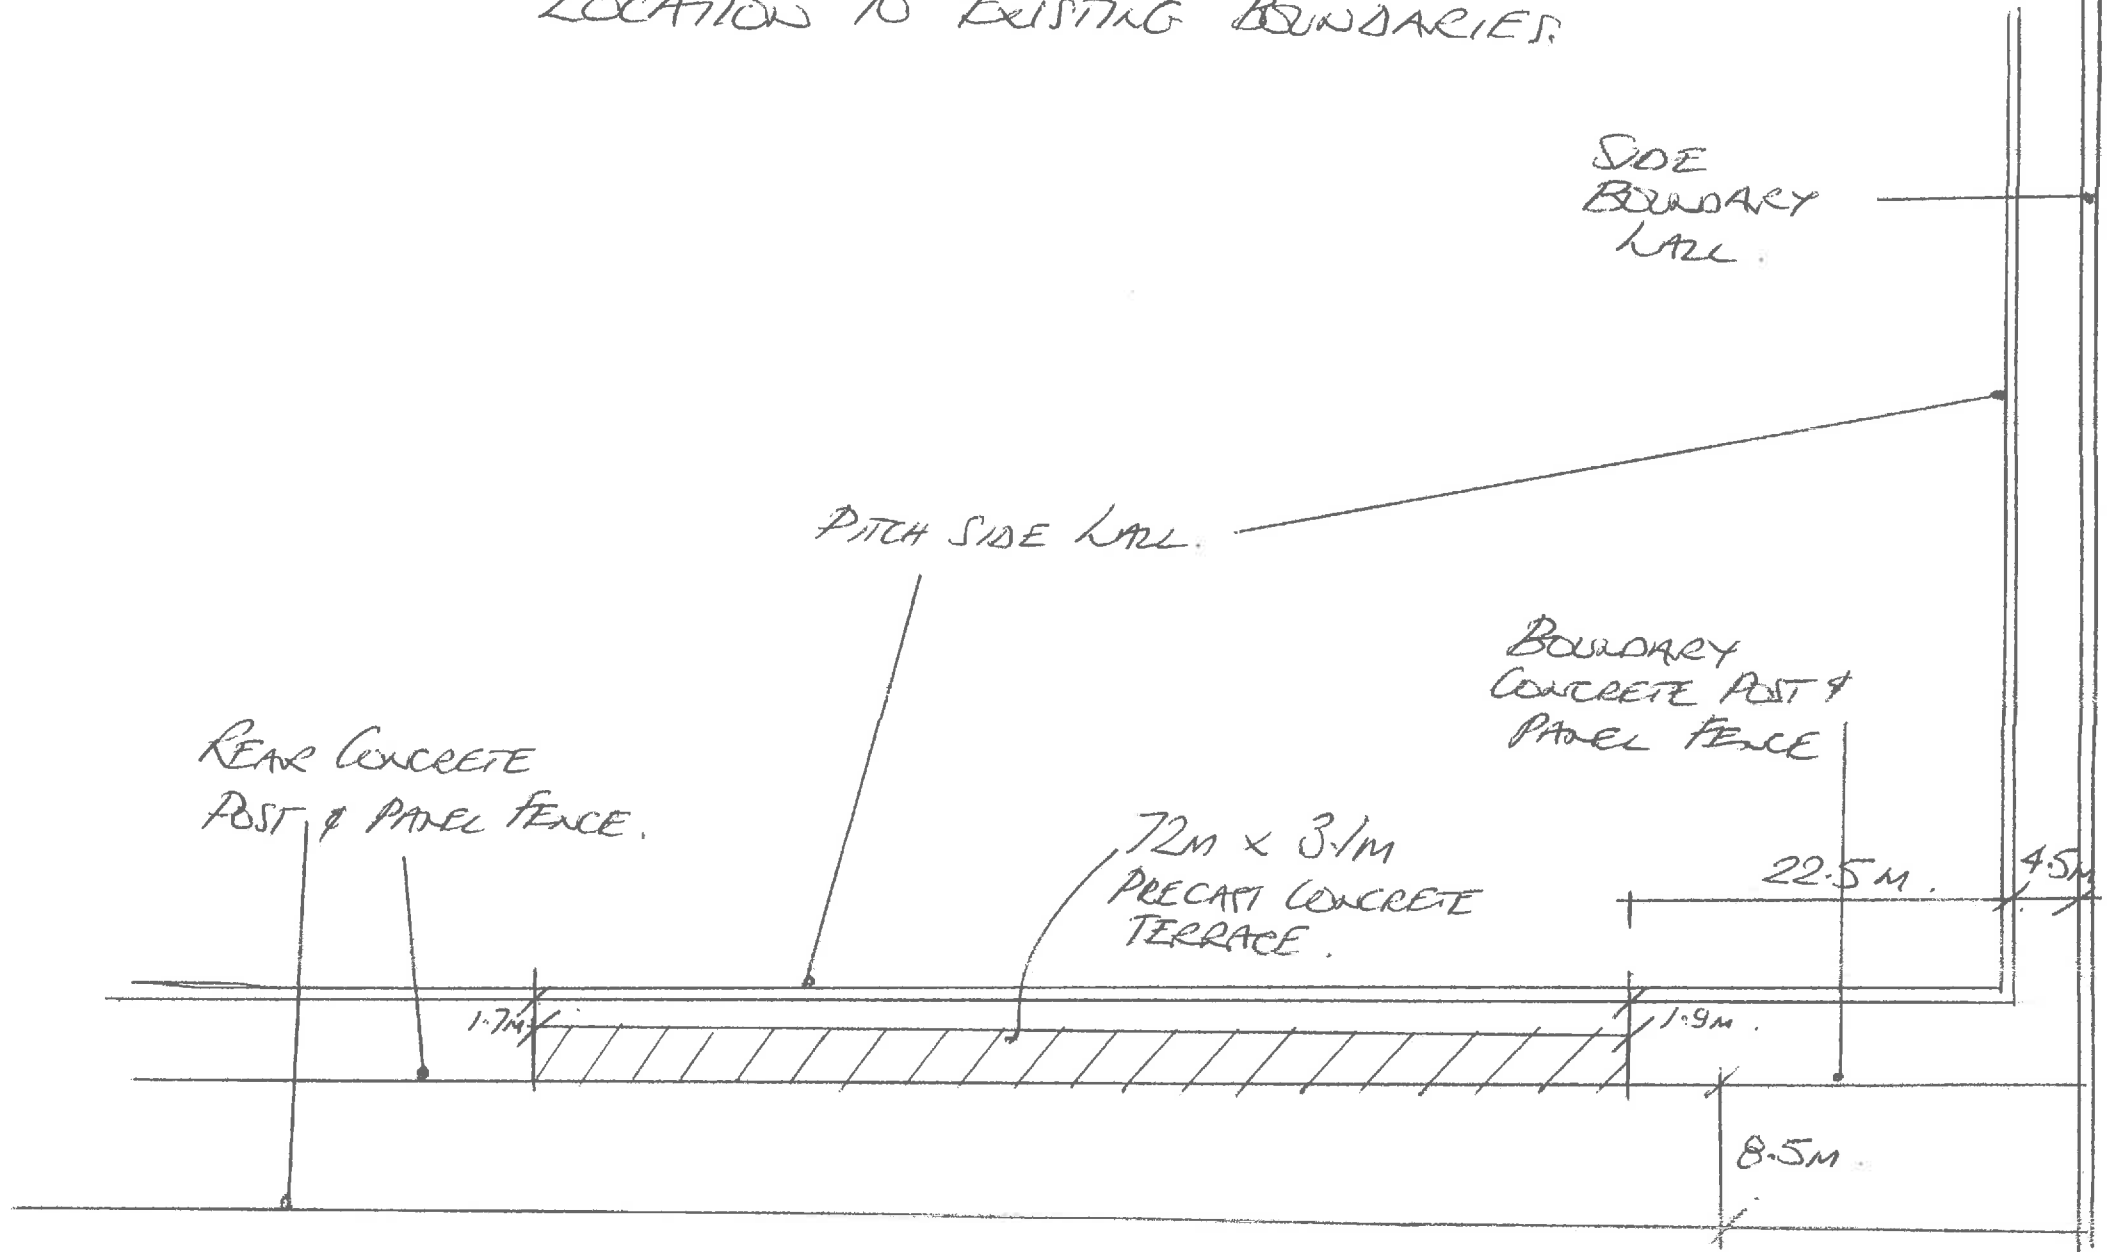 LOCATION TO EXISTING BOUNDARIES.
SIDE
BOUNDARY
WALL.
PITCH SIDE WALL.
BOUNDARY
CONCRETE POST &
PANEL FENCE
REAR CONCRETE
POST & PANEL FENCE.
72M x 3.1M
PRECAST CONCRETE
TERRACE.
22.5M.
4.5M
1.7M
1.9M.
8.5M.